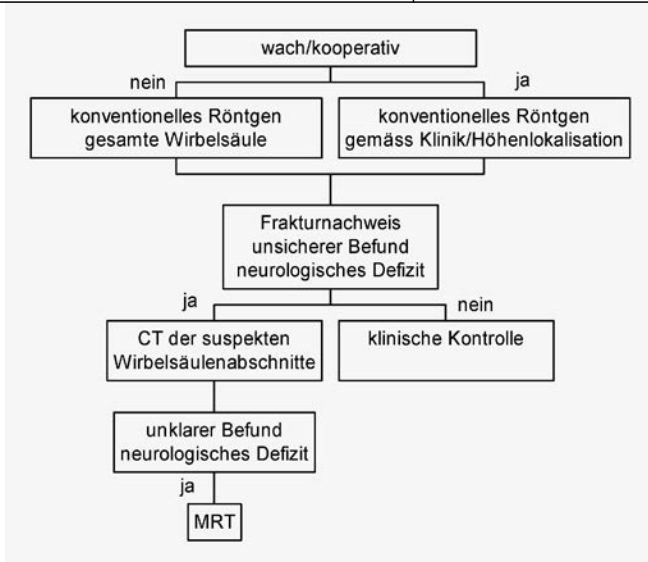 wach/kooperativ
nein
ja
konventionelles Röntgen
gesamte Wirbelsäule
konventionelles Röntgen
gemäss Klinik/Höhenlokalisation
Frakturnachweis
unsicherer Befund
neurologisches Defizit
ja
nein
CT der suspekten
Wirbelsäulenabschnitte
klinische Kontrolle
unklarer Befund
neurologisches Defizit
ja
MRT